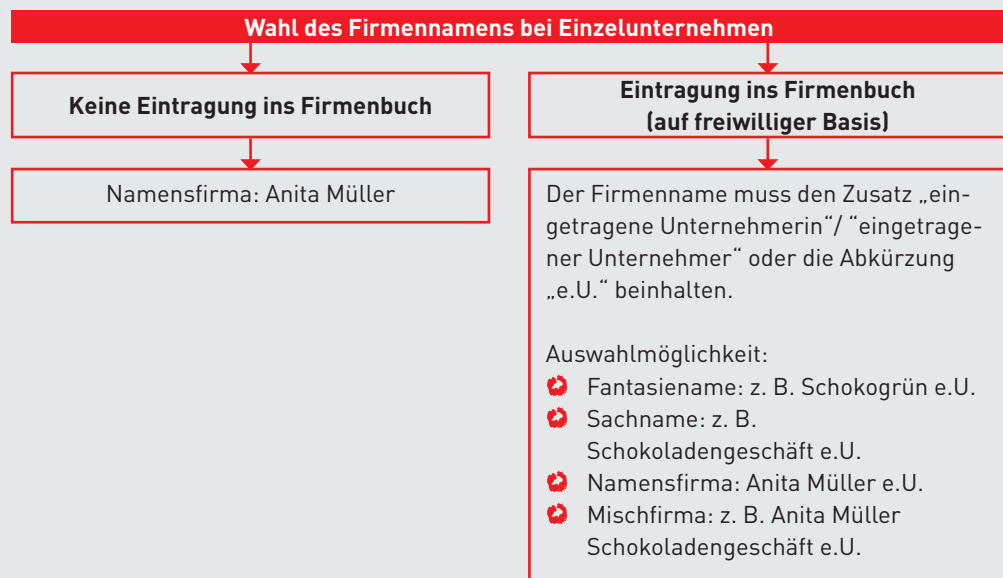 Wahl des Firmennamens bei Einzelunternehmen
Keine Eintragung ins Firmenbuch
Namensfirma: Anita Müller
Eintragung ins Firmenbuch
(auf freiwilliger Basis)
Der Firmenname muss den Zusatz „ein-
getragene Unternehmerin“/ “eingetrage-
ner Unternehmer“ oder die Abkürzung
„e.U.“ beinhalten.
Auswahlmöglichkeit:
Fantasiename: z. B. Schokogrün e.U.
Sachname: z. B.
Schokoladengeschäft e.U.
Namensfirma: Anita Müller e.U.
Mischfirma: z. B. Anita Müller
Schokoladengeschäft e.U.